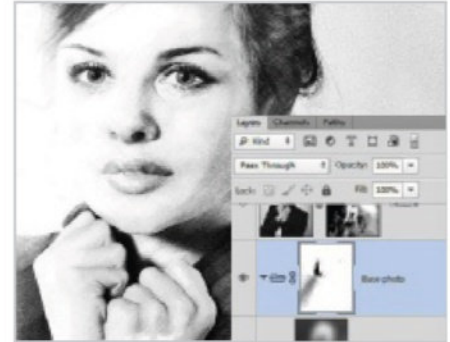 Layers Channels Paths
Kind
Pass Through Opacity: 100%
Lock: Fill: 100%
Base photo